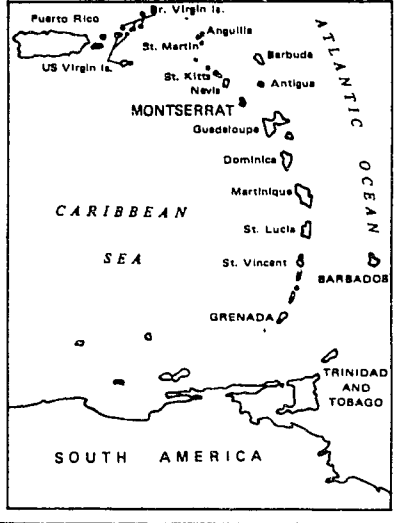 Br. Virgin Is.
Puerto Rico
Anguilla
St. Martin
Barbuda
US Virgin Is.
St. Kitts
Nevis
Antigua
MONTSERRAT
Guadeloupe
ATLANTIC OCEAN
Dominica
Martinique
CARIBBEAN
SEA
St. Lucia
St. Vincent
BARBADOS
GRENADA
TRINIDAD
AND
TOBAGO
SOUTH AMERICA